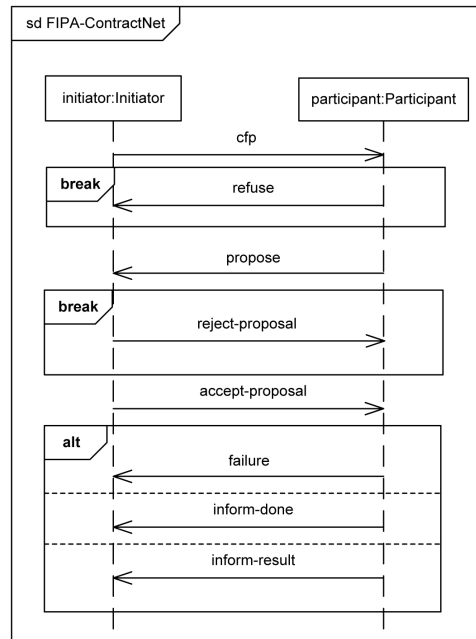 sd FIPA-ContractNet
initiator:Initiator
participant:Participant
cfp
break
refuse
propose
break
reject-proposal
accept-proposal
alt
failure
inform-done
inform-result